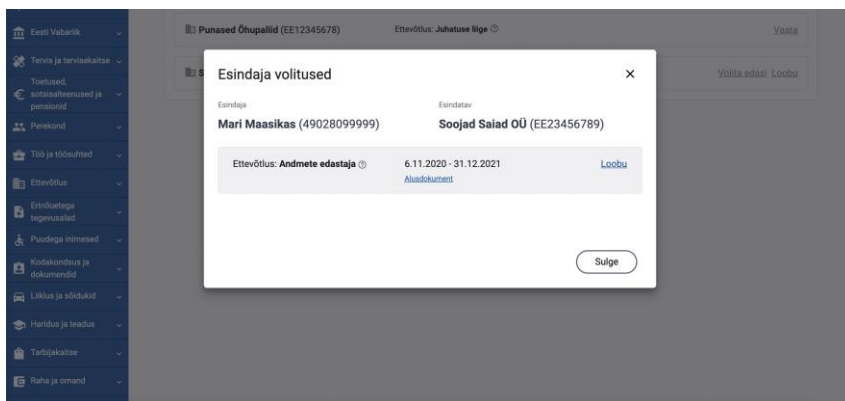 Eesti Vabariik
Tervis ja tervisekaitse
Toetused,
sotsiaalteenused ja
pensionid
Perekond
Töö ja töösuhted
Ettevõtlus
Erinõuetega
tegevusalad
Puudega inimesed
Kodakondsus ja
dokumendid
Liiklus ja sõidukid
Haridus ja teadus
Tarbijakaitse
Raha ja omand
Punased Õhupallid (EE12345678) Ettevõtlus: Juhatuse liige Vaata
S Volita edasi Loobu
Esindaja volitused
Esindaja Esindatav
Mari Maasikas (49028099999) Soojad Saiad OÜ (EE23456789)
Ettevõtlus: Andmete edastaja 6.11.2020 - 31.12.2021 Loobu
Alusdokument
Sulge